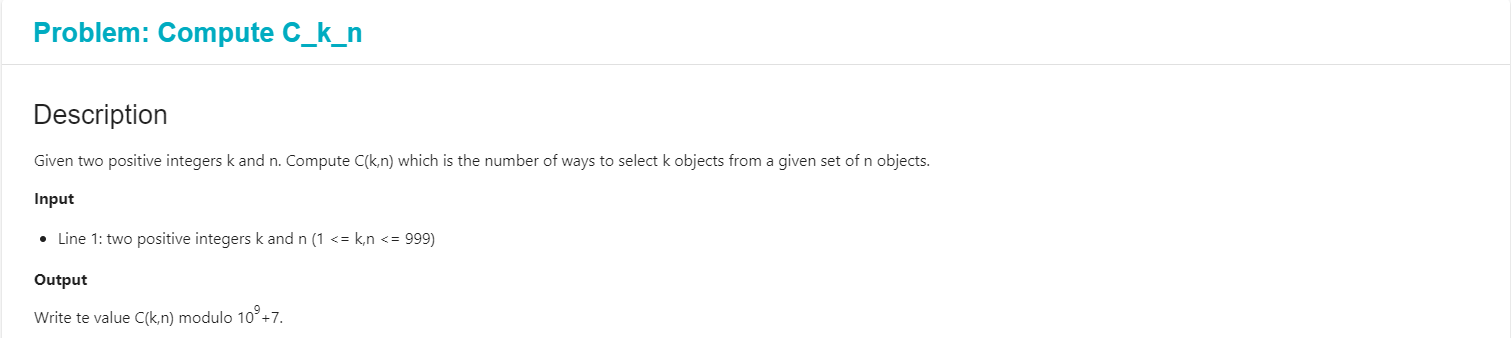 Problem: Compute C_k_n
Description
Given two positive integers k and n. Compute C(k,n) which is the number of ways to select k objects from a given set of n objects.
Input
• Line 1: two positive integers k and n (1 <= k,n <= 999)
Output
Write te value C(k,n) modulo 10⁹+7.